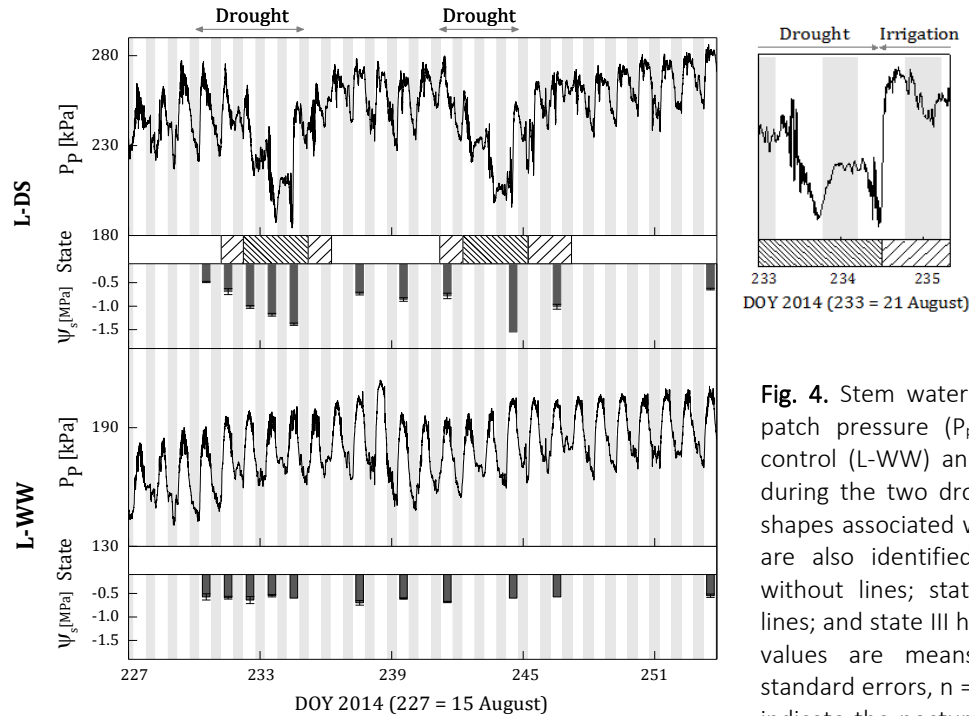 Drought
Drought
280
230
180
P_P [kPa]
L-DS
State
-0.5
-1.0
-1.5
Ψ_s[MPa]
190
130
P_P [kPa]
L-WW
State
-0.5
-1.0
-1.5
Ψ_s[MPa]
227
233
239
245
251
DOY 2014 (227 = 15 August)
Drought
Irrigation
233
234
235
DOY 2014 (233 = 21 August)
Fig. 4. Stem water
patch pressure (P
control (L-WW) an
during the two dro
shapes associated w
are also identified
without lines; stat
lines; and state III h
values are means
standard errors, n =